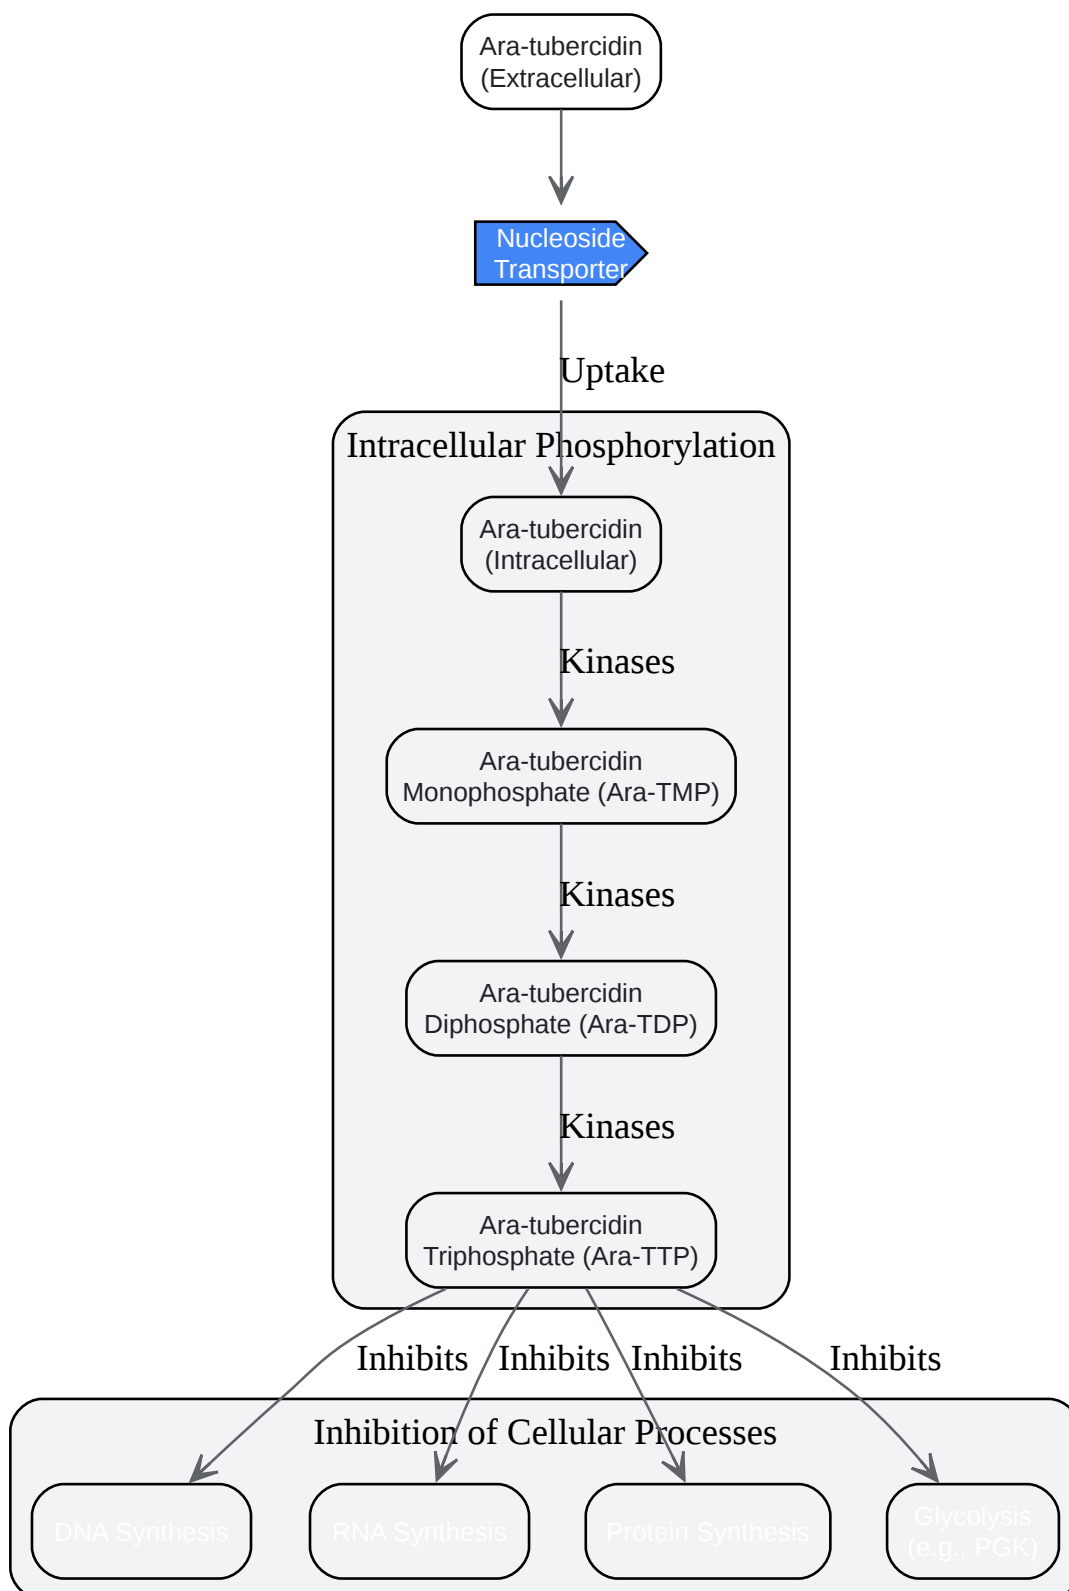 Ara-tubercidin
(Extracellular)
Nucleoside
Transporter
Uptake
Intracellular Phosphorylation
Ara-tubercidin
(Intracellular)
Kinases
Ara-tubercidin
Monophosphate (Ara-TMP)
Kinases
Ara-tubercidin
Diphosphate (Ara-TDP)
Kinases
Ara-tubercidin
Triphosphate (Ara-TTP)
Inhibits Inhibits Inhibits Inhibits
Inhibition of Cellular Processes
DNA Synthesis
RNA Synthesis
Protein Synthesis
Glycolysis
(e.g., PGK)